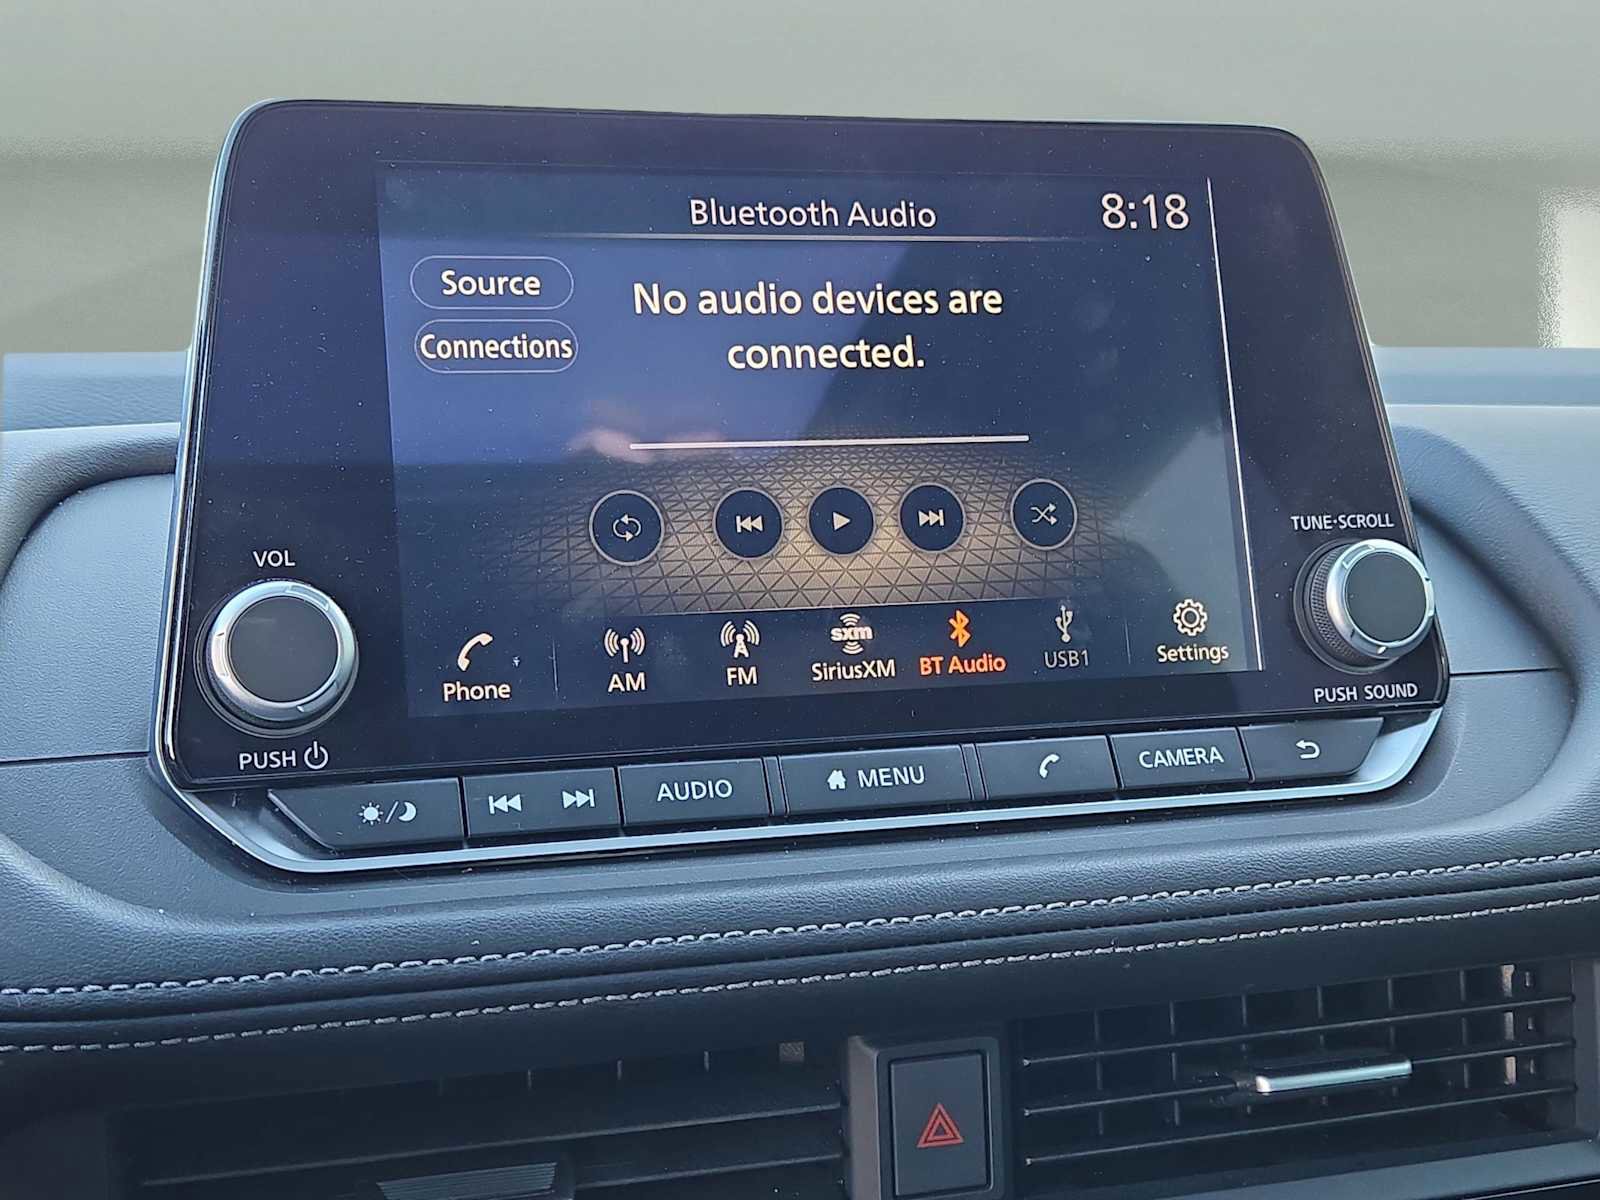 Bluetooth Audio
8:18
Source
No audio devices are
connected.
Connections
VOL
TUNE·SCROLL
PUSH
PUSH SOUND
Phone
AM
FM
sxm
SiriusXM
BT Audio
USB1
Settings
AUDIO
MENU
CAMERA